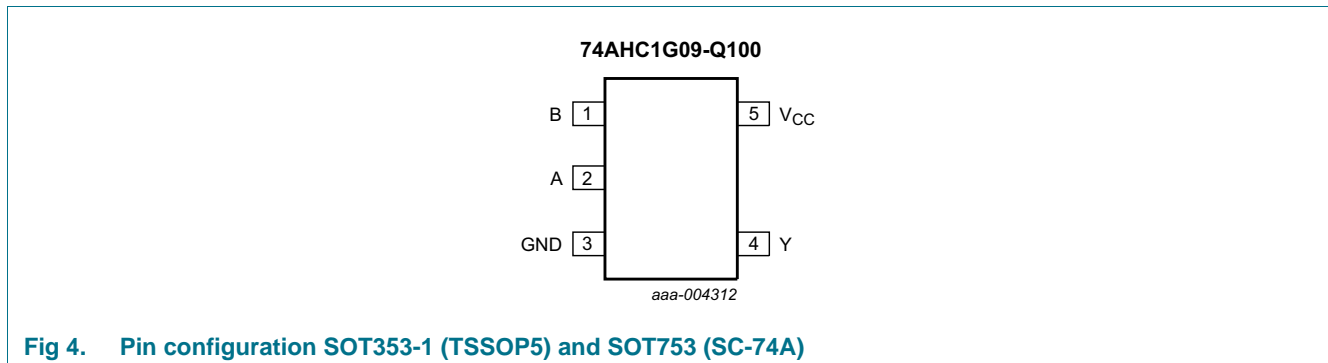 74AHC1G09-Q100
B 1 5 VCC
A 2
GND 3 4 Y
aaa-004312
Fig 4. Pin configuration SOT353-1 (TSSOP5) and SOT753 (SC-74A)